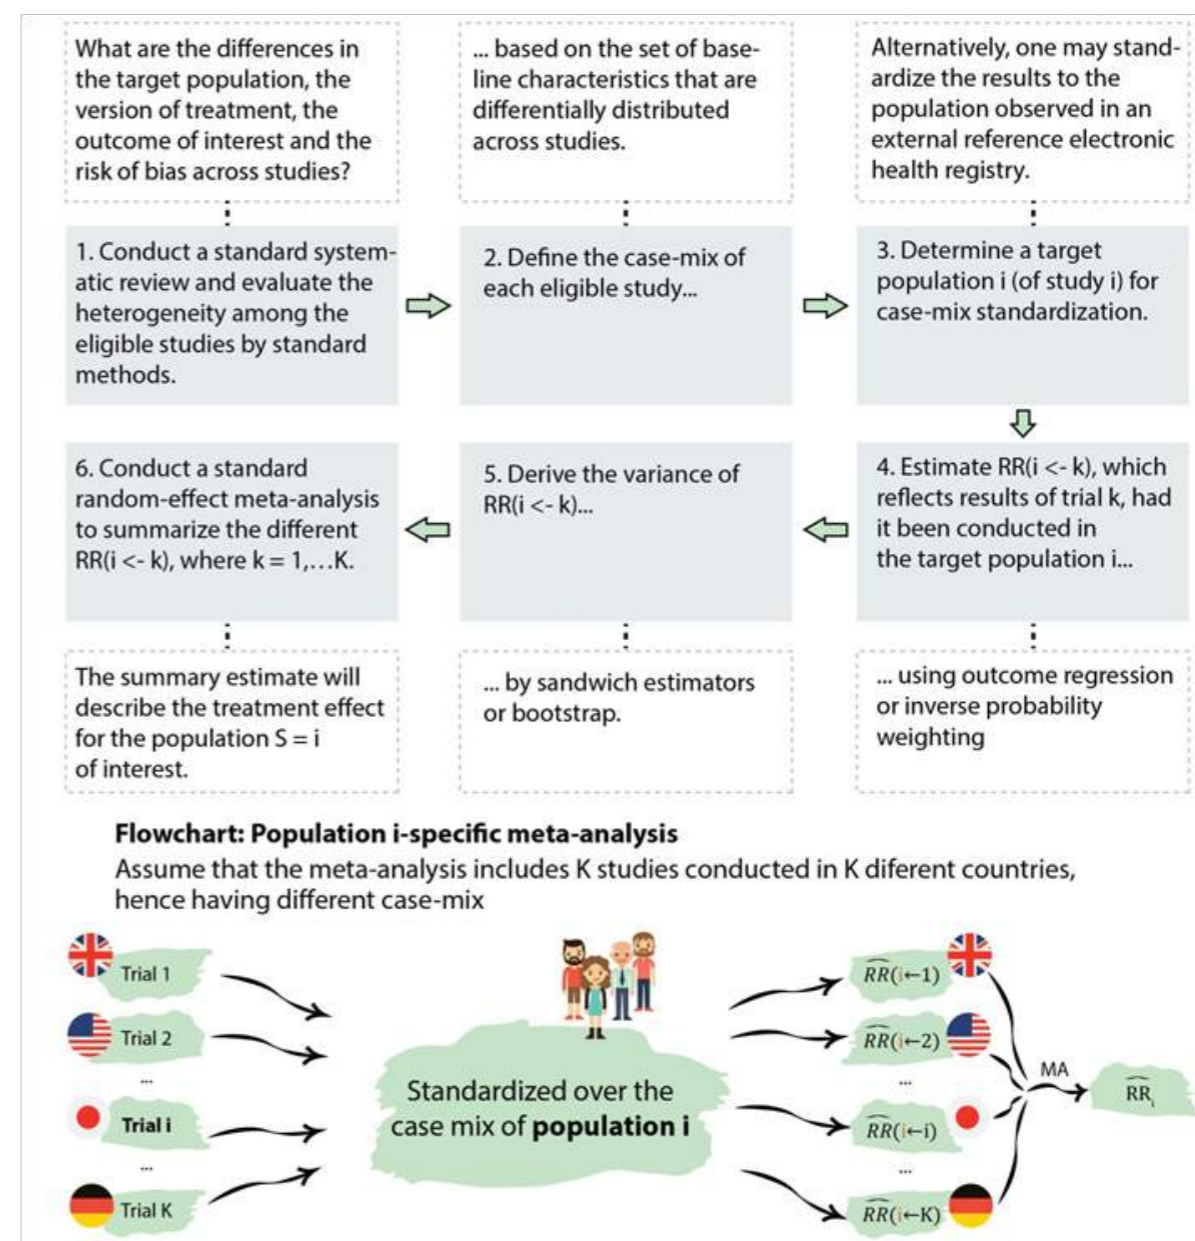 What are the differences in
the target population, the
version of treatment, the
outcome of interest and the
risk of bias across studies?
... based on the set of base-
line characteristics that are
differentially distributed
across studies.
Alternatively, one may stand-
ardize the results to the
population observed in an
external reference electronic
health registry.
1. Conduct a standard system-
atic review and evaluate the
heterogeneity among the
eligible studies by standard
methods.
2. Define the case-mix of
each eligible study...
3. Determine a target
population i (of study i) for
case-mix standardization.
6. Conduct a standard
random-effect meta-analysis
to summarize the different
RR(i <- k), where k = 1,...K.
5. Derive the variance of
RR(i <- k)...
4. Estimate RR(i <- k), which
reflects results of trial k, had
it been conducted in
the target population i...
The summary estimate will
describe the treatment effect
for the population S = i
of interest.
... by sandwich estimators
or bootstrap.
... using outcome regression
or inverse probability
weighting
Flowchart: Population i-specific meta-analysis
Assume that the meta-analysis includes K studies conducted in K diferent countries,
hence having different case-mix
Trial 1
Trial 2
...
Trial i
...
Trial K
Standardized over the
case mix of population i
R̂R(i←1)
R̂R(i←2)
...
R̂R(i←i)
...
R̂R(i←K)
MA
R̂Rᵢ